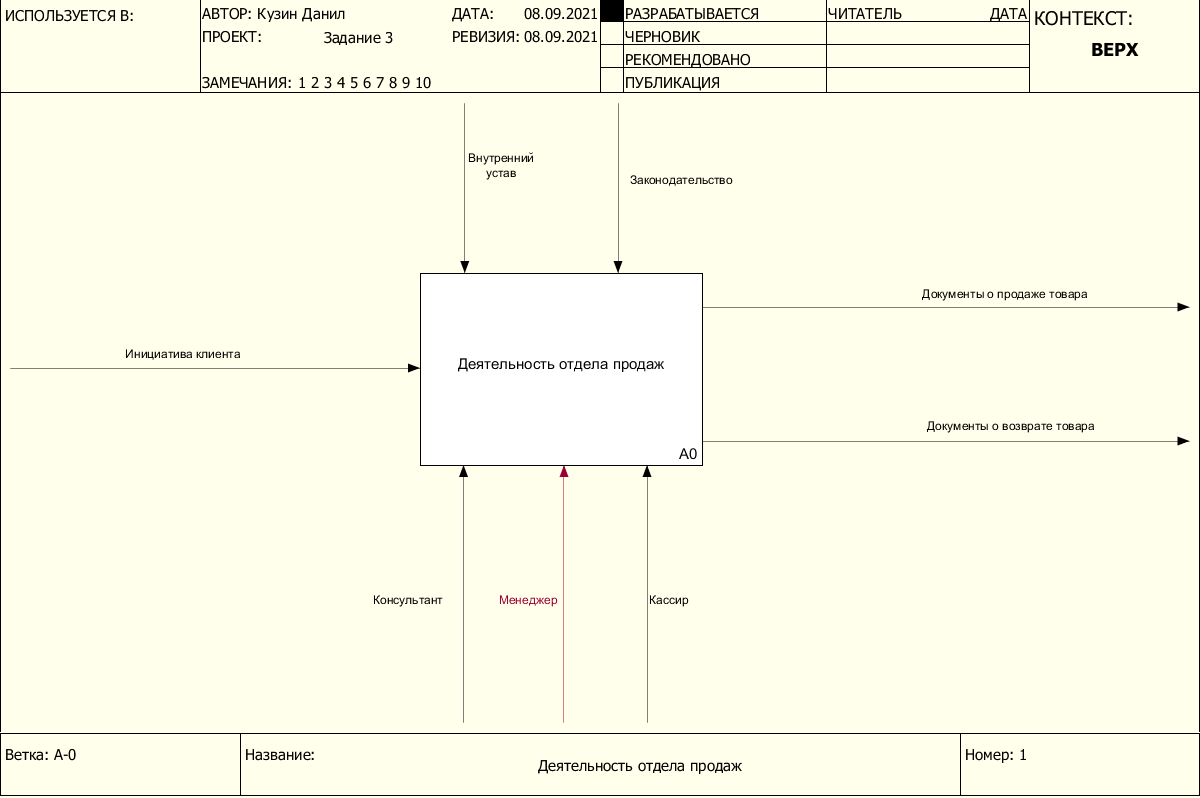 ИСПОЛЬЗУЕТСЯ В:
АВТОР: Кузин Данил
ДАТА: 08.09.2021
ПРОЕКТ: Задание 3
РЕВИЗИЯ: 08.09.2021
ЗАМЕЧАНИЯ: 1 2 3 4 5 6 7 8 9 10
РАЗРАБАТЫВАЕТСЯ
ЧЕРНОВИК
РЕКОМЕНДОВАНО
ПУБЛИКАЦИЯ
ЧИТАТЕЛЬ
ДАТА
КОНТЕКСТ:
ВЕРХ
Внутренний
устав
Законодательство
Документы о продаже товара
Инициатива клиента
Деятельность отдела продаж
Документы о возврате товара
A0
Консультант
Менеджер
Кассир
Ветка: A-0
Название:
Деятельность отдела продаж
Номер: 1